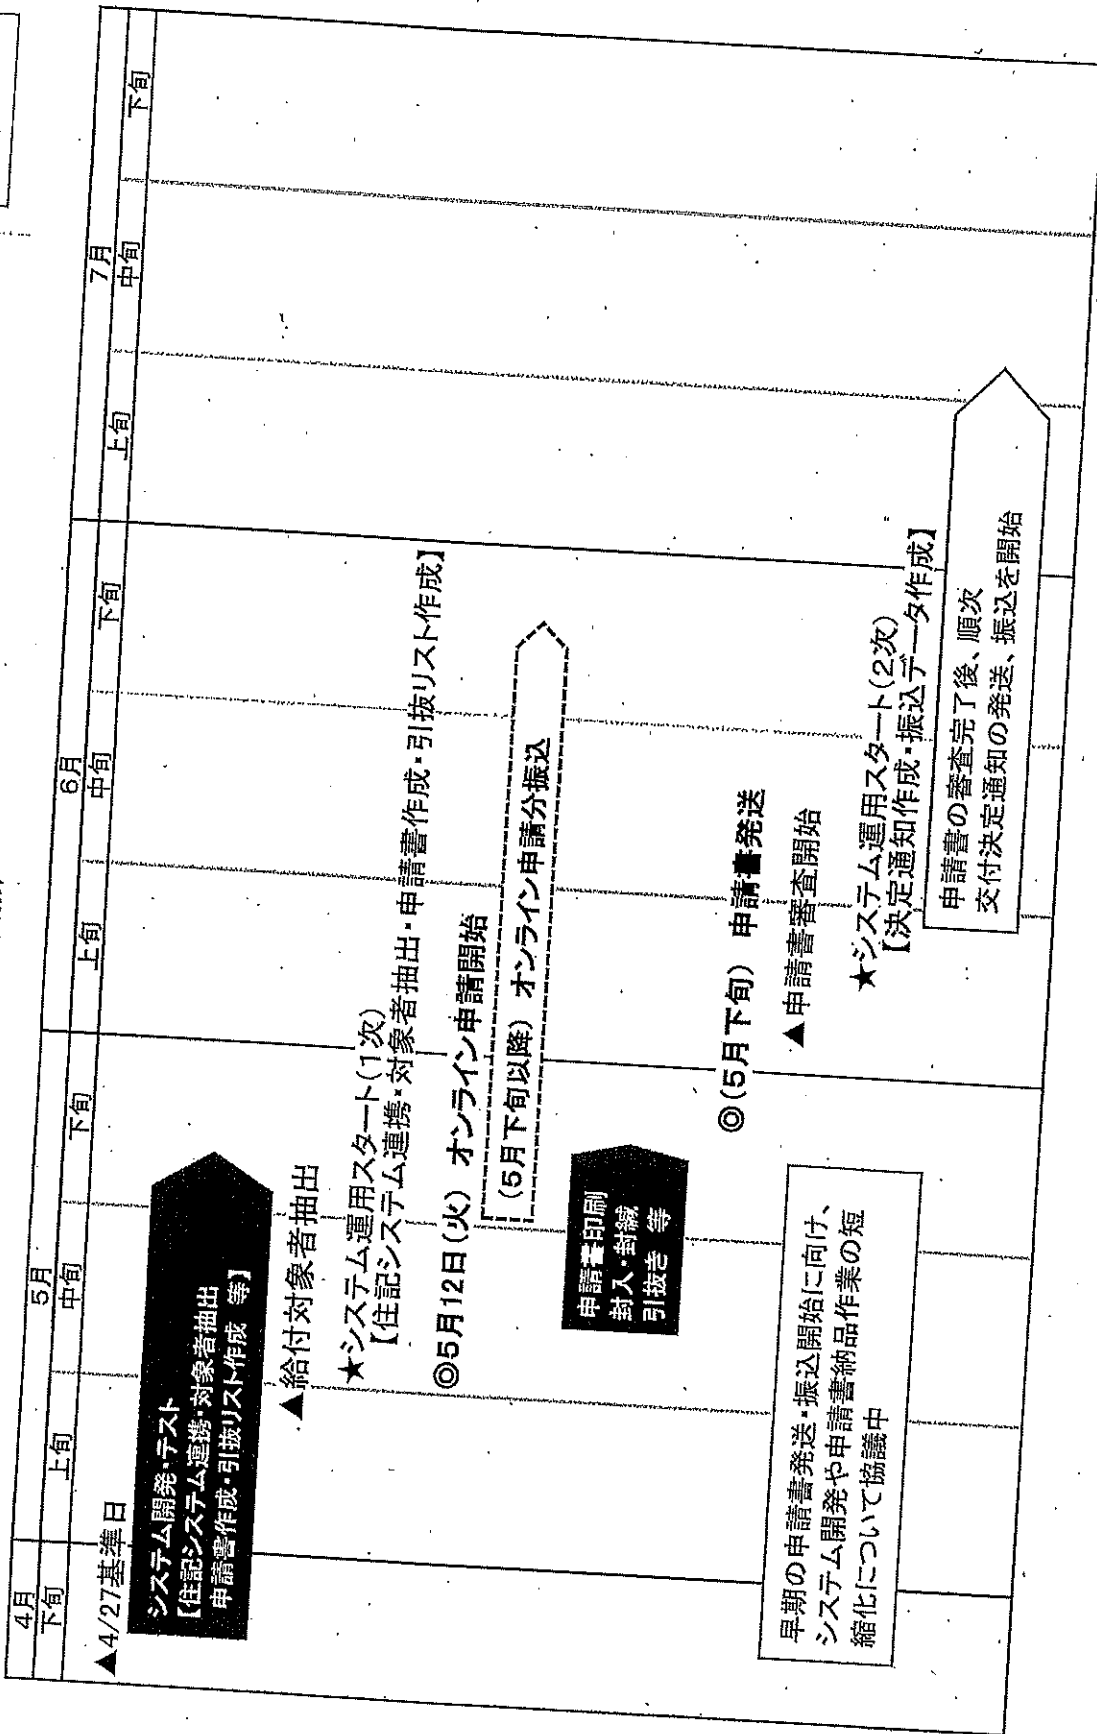 4月
5月
6月
7月
下旬
上旬
中旬
下旬
上旬
中旬
下旬
上旬
中旬
下旬
▲4/27基準日
システム開発・テスト
【住記システム連携・対象者抽出
申請書作成・引抜リスト作成 等】
▲給付対象者抽出
★システム運用スタート(1次)
【住記システム連携・対象者抽出・申請書作成・引抜リスト作成】
◎5月12日(火) オンライン申請開始
(5月下旬以降) オンライン申請分振込
申請書印刷
封入・封緘
引抜き 等
◎(5月下旬) 申請書発送
▲申請書審査開始
★システム運用スタート(2次)
【決定通知作成・振込データ作成】
申請書の審査完了後、順次
交付決定通知の発送、振込を開始
早期の申請書発送・振込開始に向け、
システム開発や申請書納品作業の短
縮化について協議中